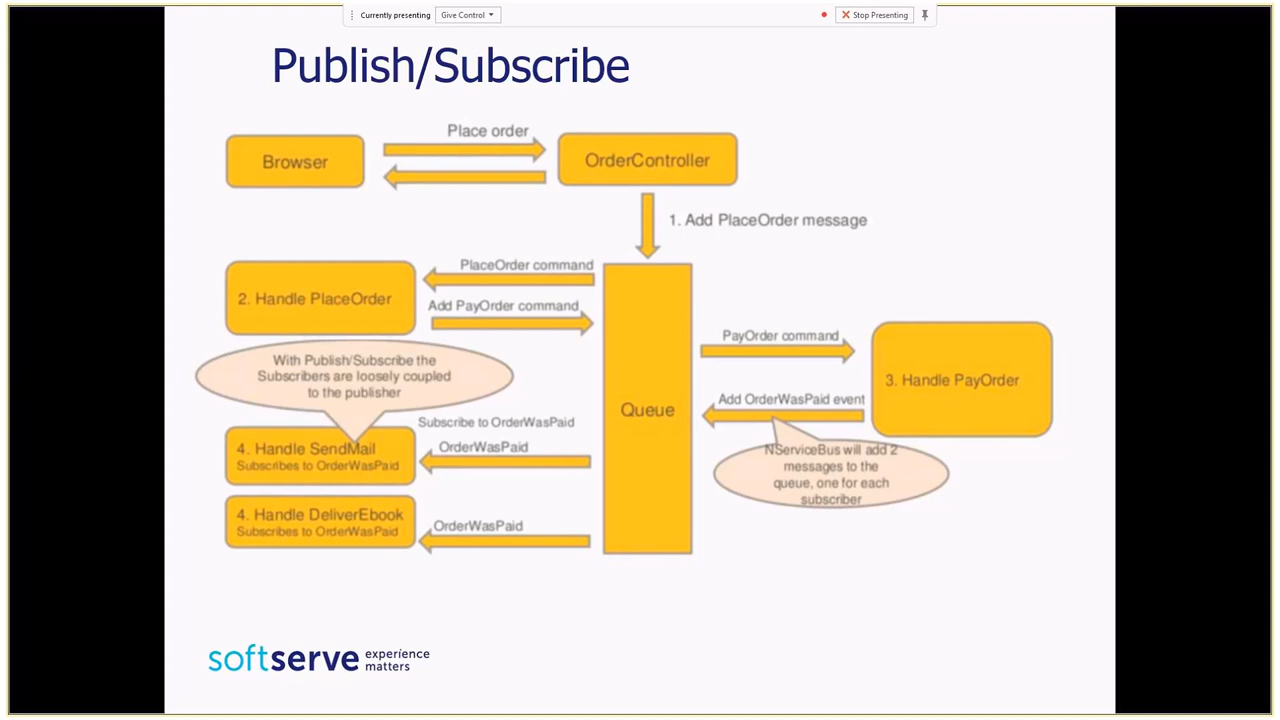 Currently presenting
Give Control
Stop Presenting
Publish/Subscribe
Place order
Browser
OrderController
1. Add PlaceOrder message
PlaceOrder command
2. Handle PlaceOrder
Add PayOrder command
PayOrder command
3. Handle PayOrder
With Publish/Subscribe the
Subscribers are loosely coupled
to the publisher
Add OrderWasPaid event
Queue
Subscribe to OrderWasPaid
4. Handle SendMail
Subscribes to OrderWasPaid
OrderWasPaid
NServiceBus will add 2
messages to the
queue, one for each
subscriber
4. Handle DeliverEbook
Subscribes to OrderWasPaid
OrderWasPaid
softserve
experience
matters